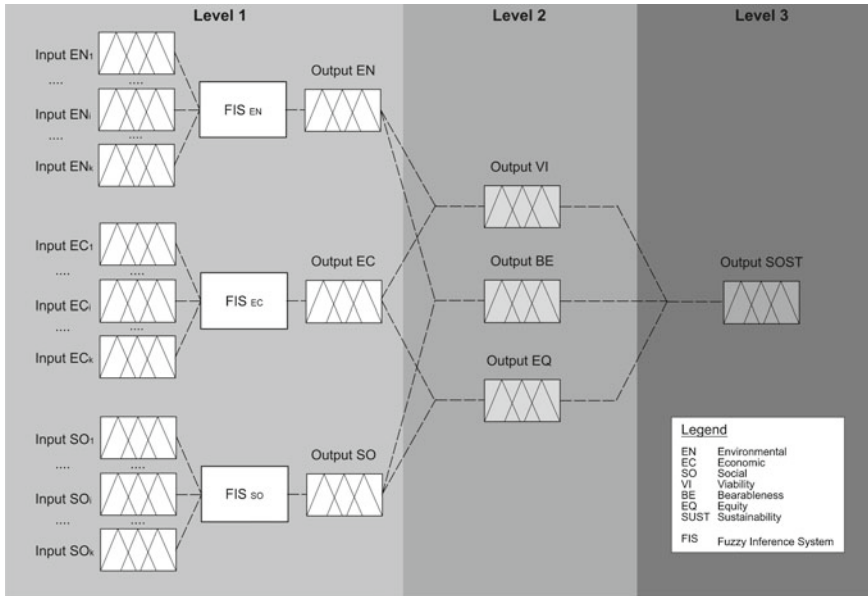 Level 1
Level 2
Level 3
Input EN1
....
....
Input ENi
....
...
Input ENk
FIS EN
Output EN
Input EC1
....
...
Input ECi
....
...
Input ECk
FIS EC
Output EC
Input SO1
....
....
Input SOi
....
...
Input SOk
FIS SO
Output SO
Output VI
Output BE
Output EQ
Output SOST
Legend
EN Environmental
EC Economic
SO Social
VI Viability
BE Bearableness
EQ Equity
SUST Sustainability
FIS Fuzzy Inference System